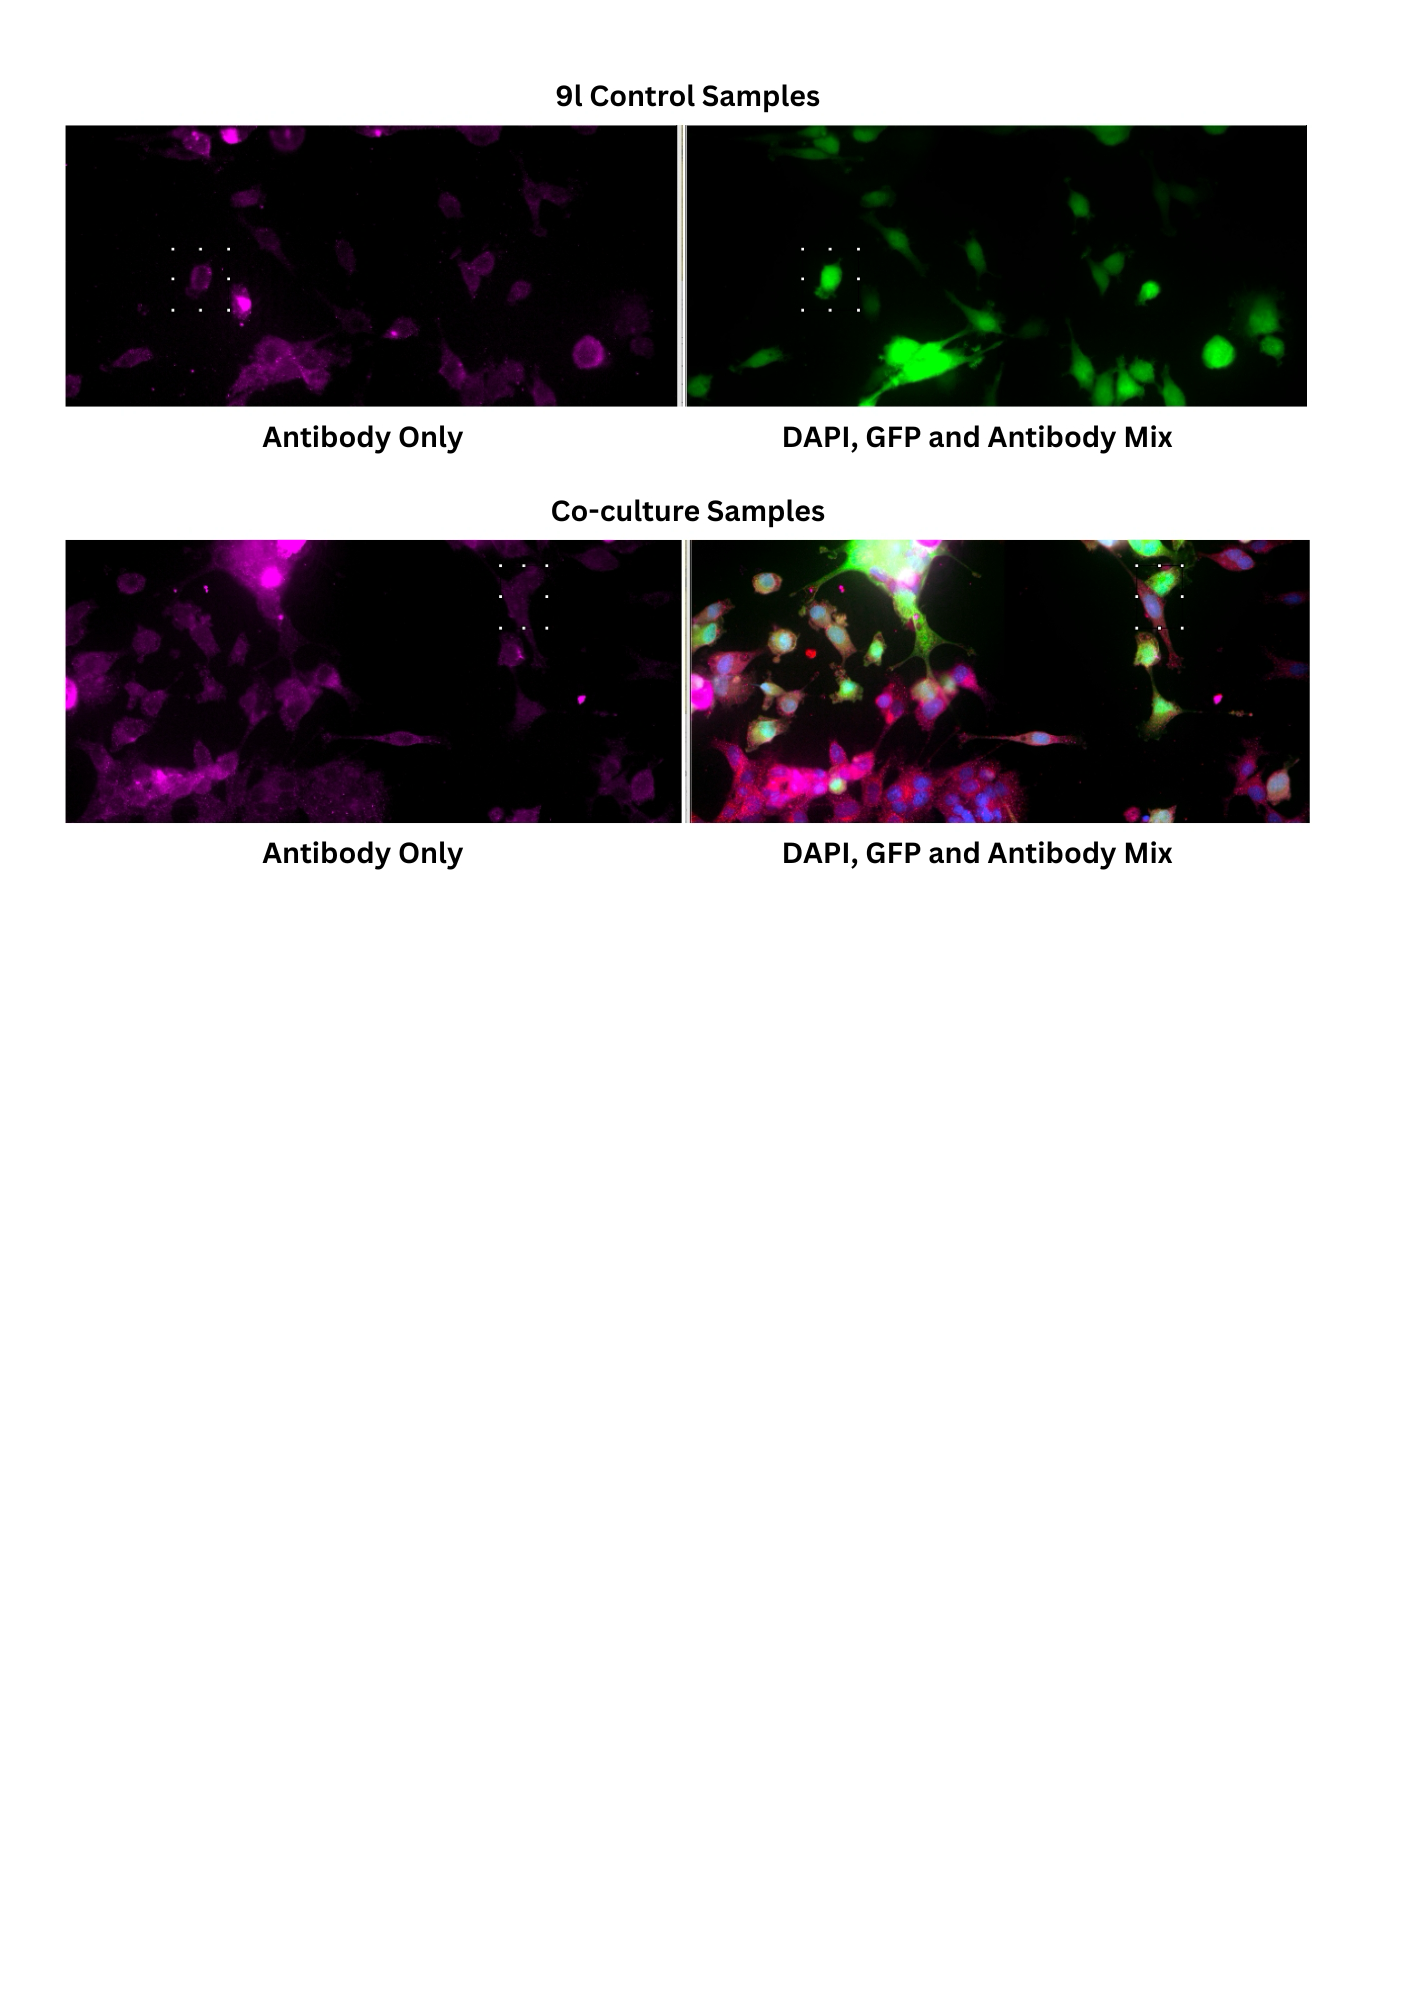 9l Control Samples
Antibody Only
DAPI, GFP and Antibody Mix
Co-culture Samples
Antibody Only
DAPI, GFP and Antibody Mix